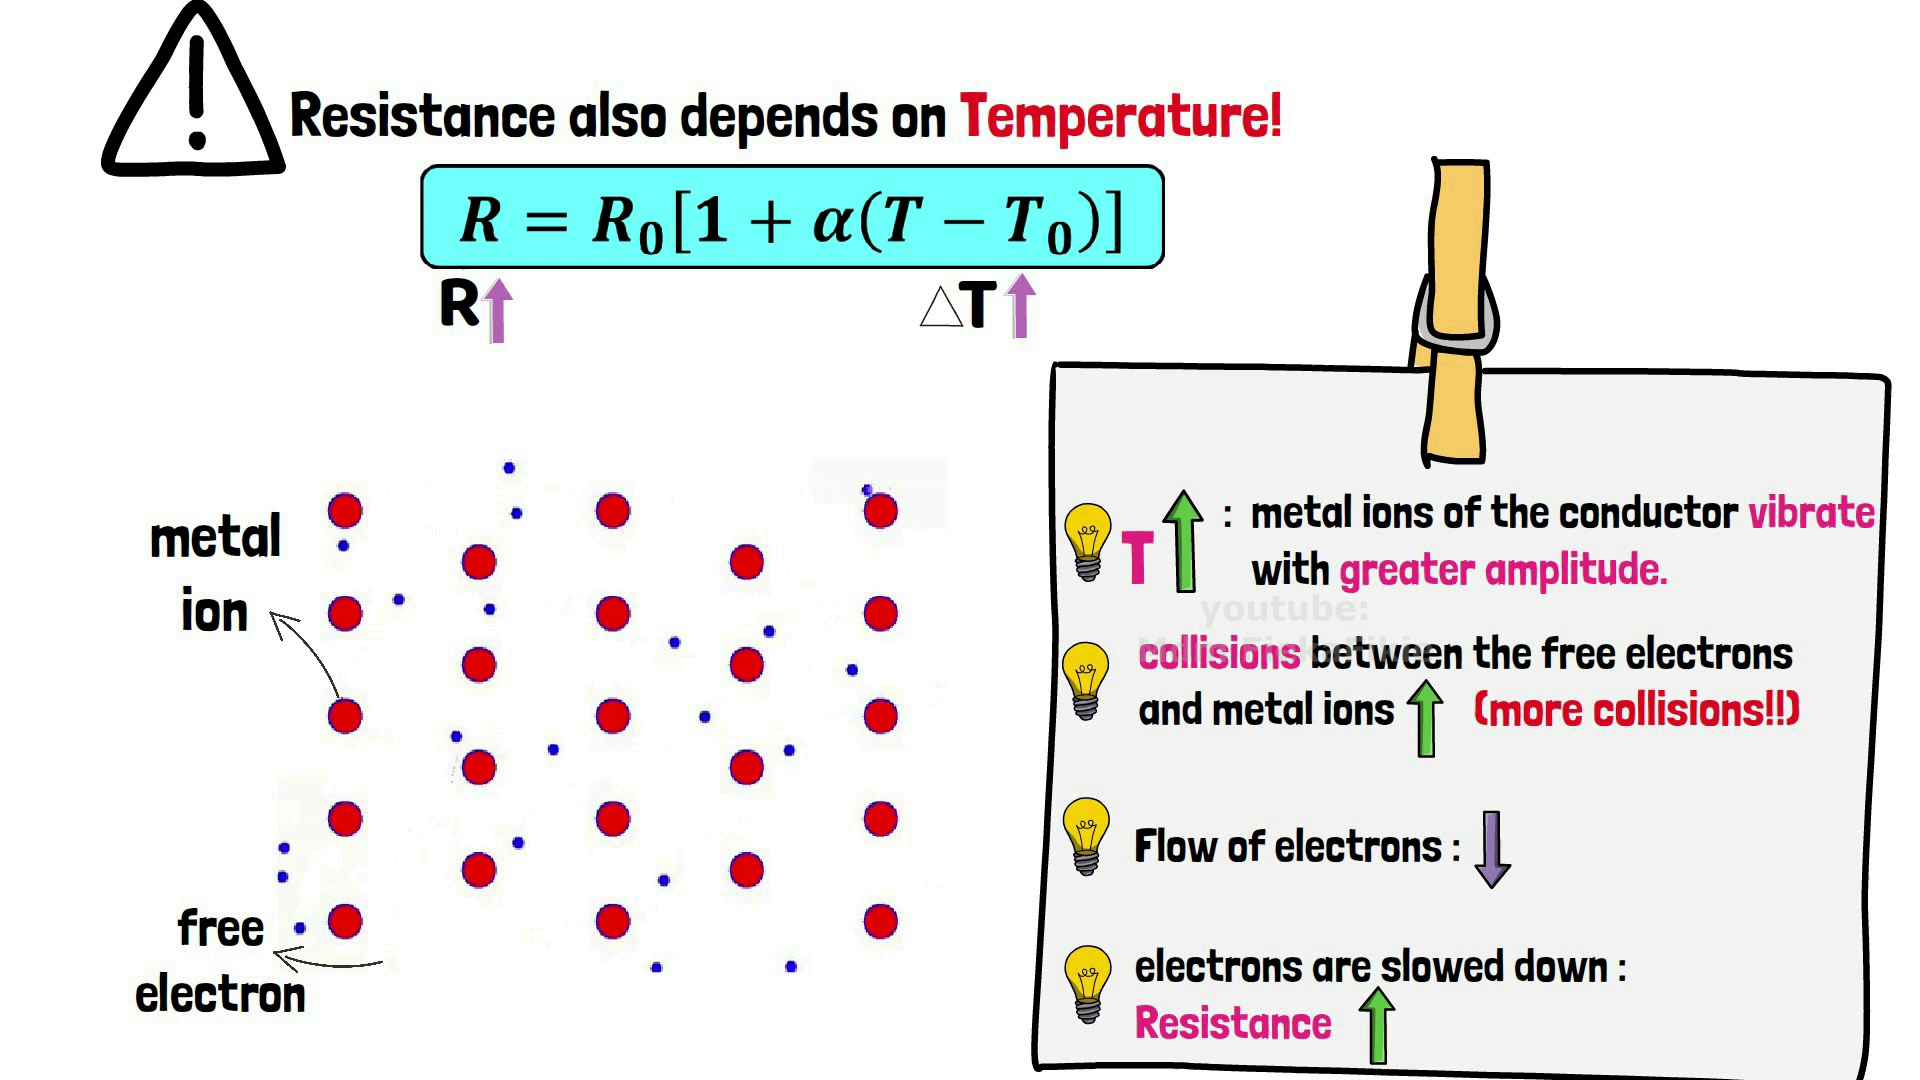 Resistance also depends on Temperature!
R = R₀[1 + α(T − T₀)]
R
△T
metal
ion
free
electron
T : metal ions of the conductor vibrate
with greater amplitude.
youtube:
collisions between the free electrons
and metal ions (more collisions!!)
Flow of electrons :
electrons are slowed down :
Resistance